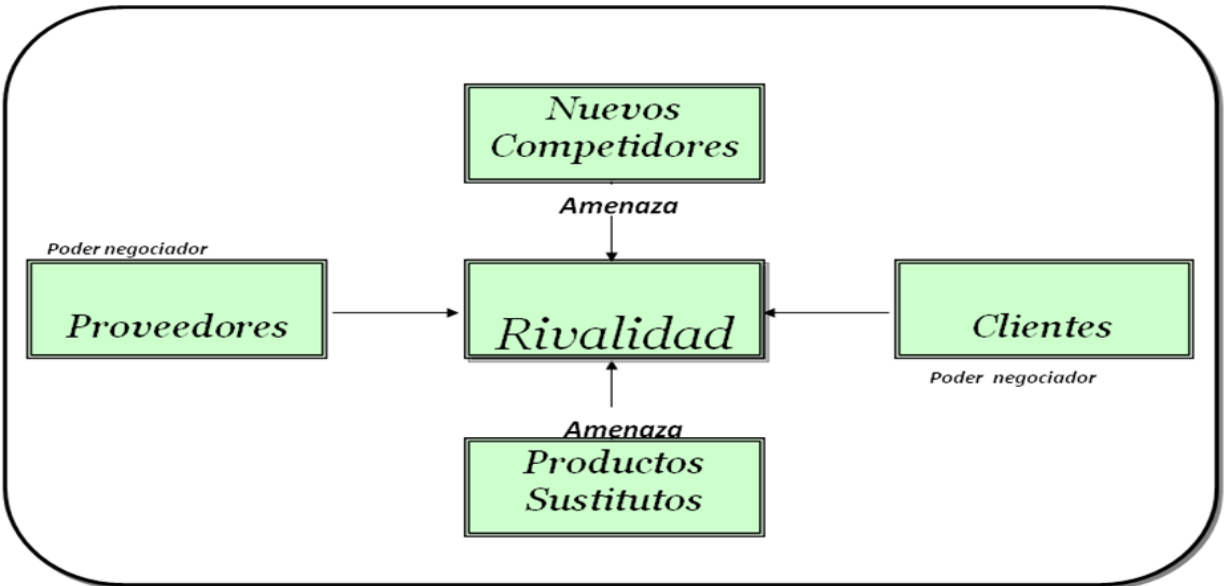 Nuevos
Competidores
Amenaza
Poder negociador
Proveedores
Rivalidad
Clientes
Poder negociador
Amenaza
Productos
Sustitutos